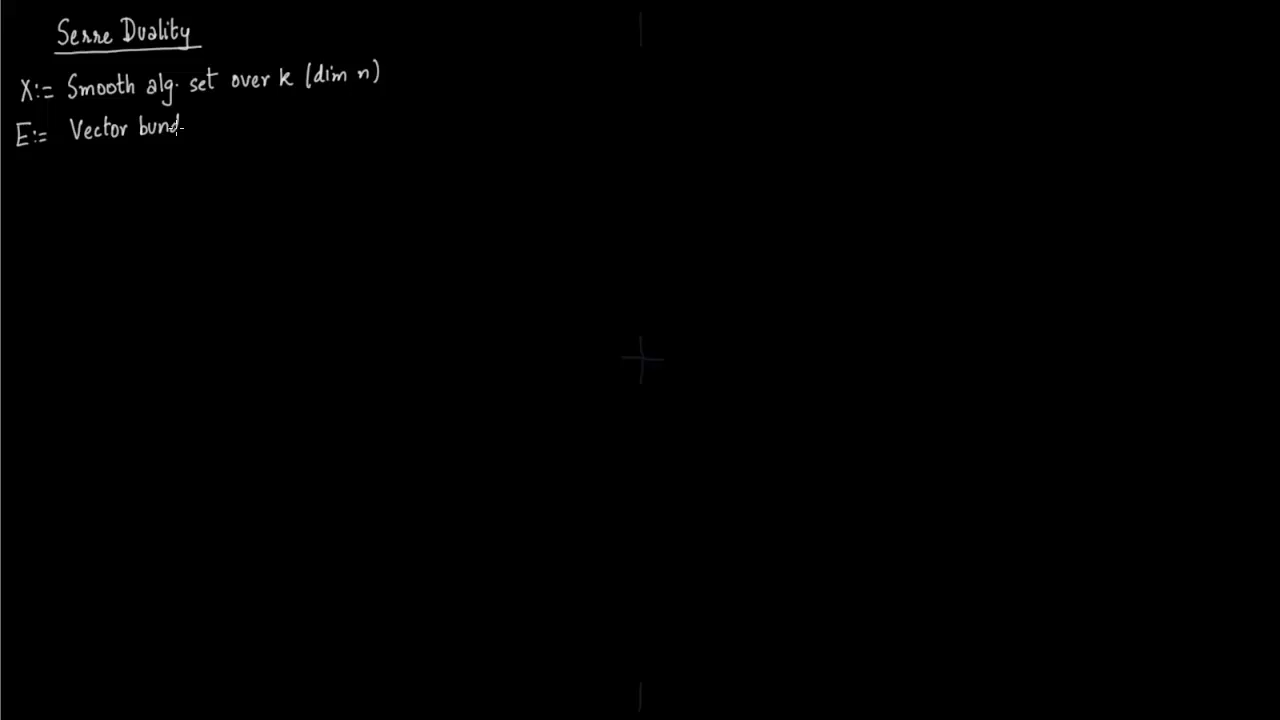 Serre Duality
X:= Smooth alg. set over k (dim n)
E:= Vector bund